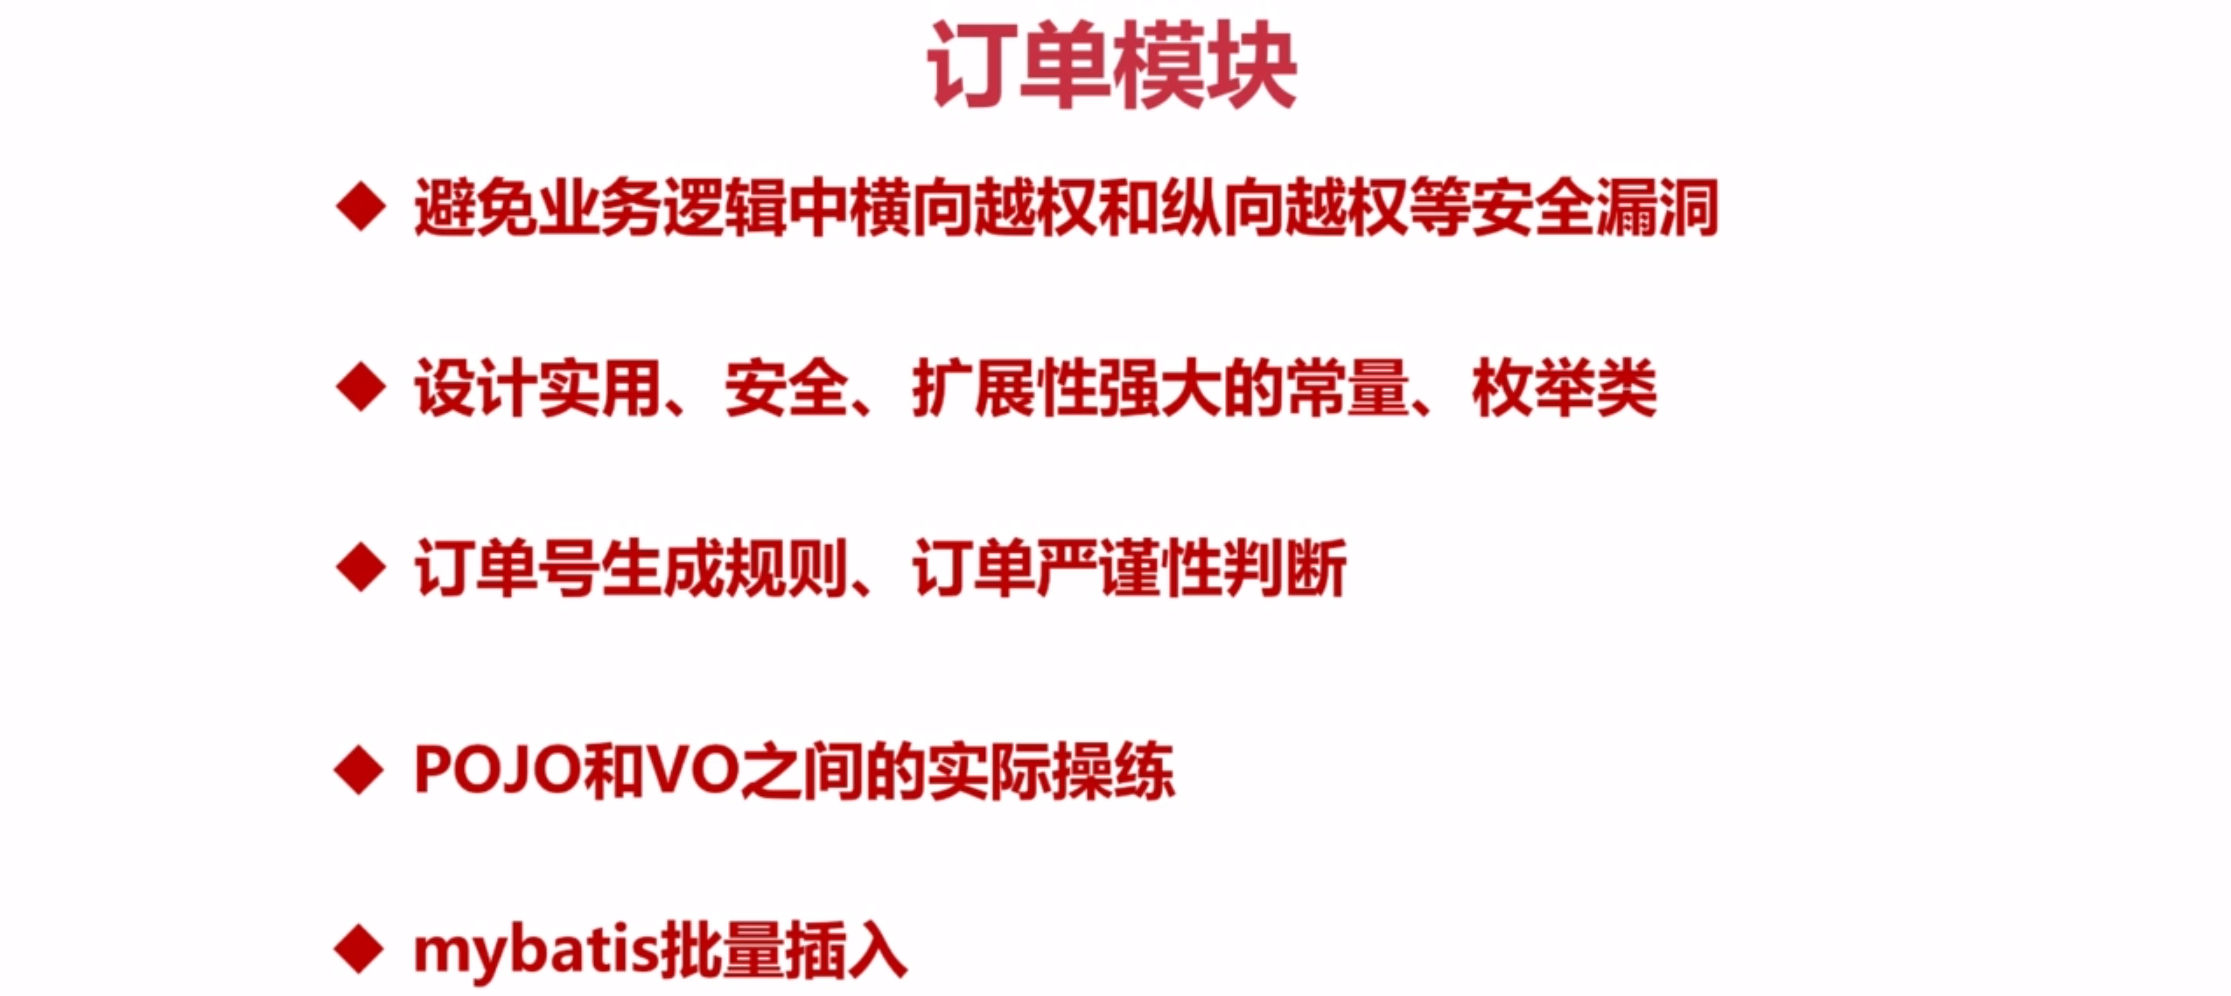 订单模块
◆ 避免业务逻辑中横向越权和纵向越权等安全漏洞
◆ 设计实用、安全、扩展性强大的常量、枚举类
◆ 订单号生成规则、订单严谨性判断
◆ POJO和VO之间的实际操练
◆ mybatis批量插入